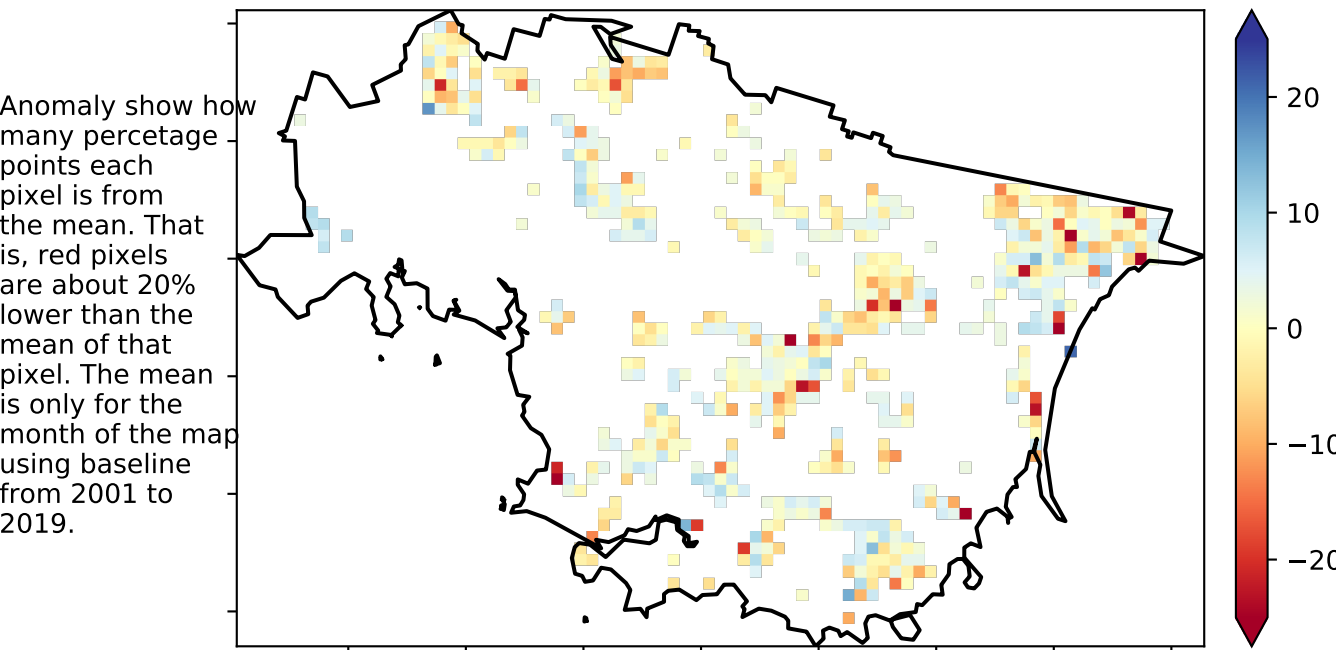 Anomaly show how
many percetage
points each
pixel is from
the mean. That
is, red pixels
are about 20%
lower than the
mean of that
pixel. The mean
is only for the
month of the map
using baseline
from 2001 to
2019.
20
10
0
−10
−20